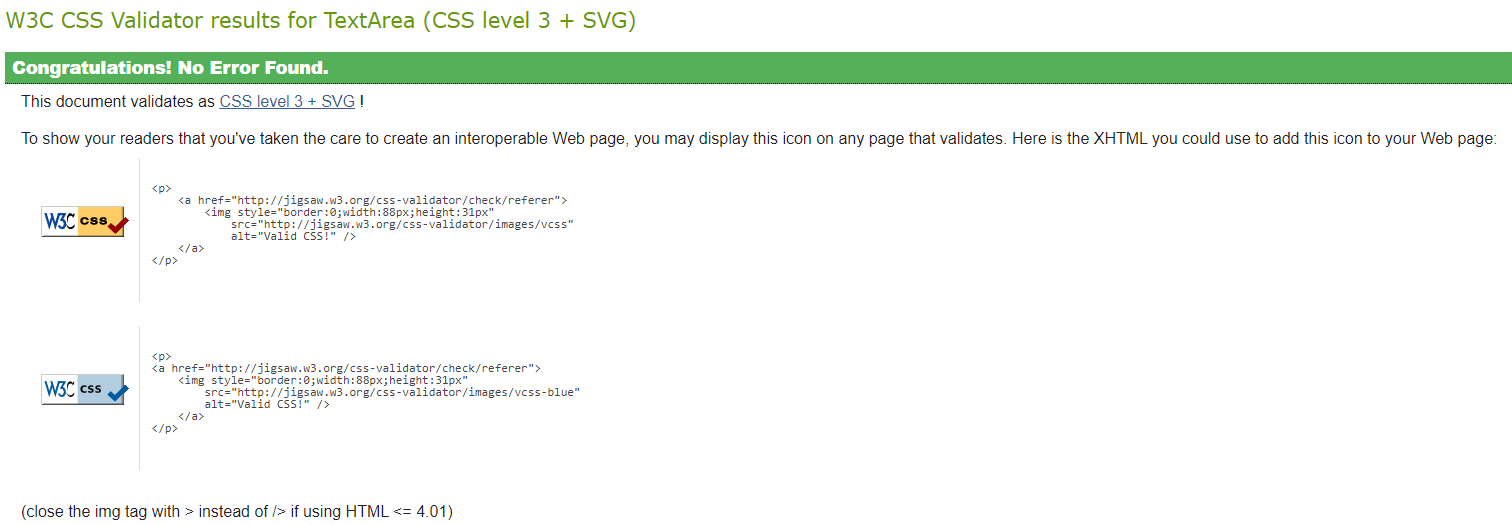 W3C CSS Validator results for TextArea (CSS level 3 + SVG)
Congratulations! No Error Found.
This document validates as CSS level 3 + SVG !
To show your readers that you've taken the care to create an interoperable Web page, you may display this icon on any page that validates. Here is the XHTML you could use to add this icon to your Web page:
W3C css
<p>
<a href="http://jigsaw.w3.org/css-validator/check/referer">
<img style="border:0;width:88px;height:31px"
src="http://jigsaw.w3.org/css-validator/images/vcss"
alt="Valid CSS!" />
</a>
</p>
W3C css
<p>
<a href="http://jigsaw.w3.org/css-validator/check/referer">
<img style="border:0;width:88px;height:31px"
src="http://jigsaw.w3.org/css-validator/images/vcss-blue"
alt="Valid CSS!" />
</a>
</p>
(close the img tag with > instead of /> if using HTML <= 4.01)